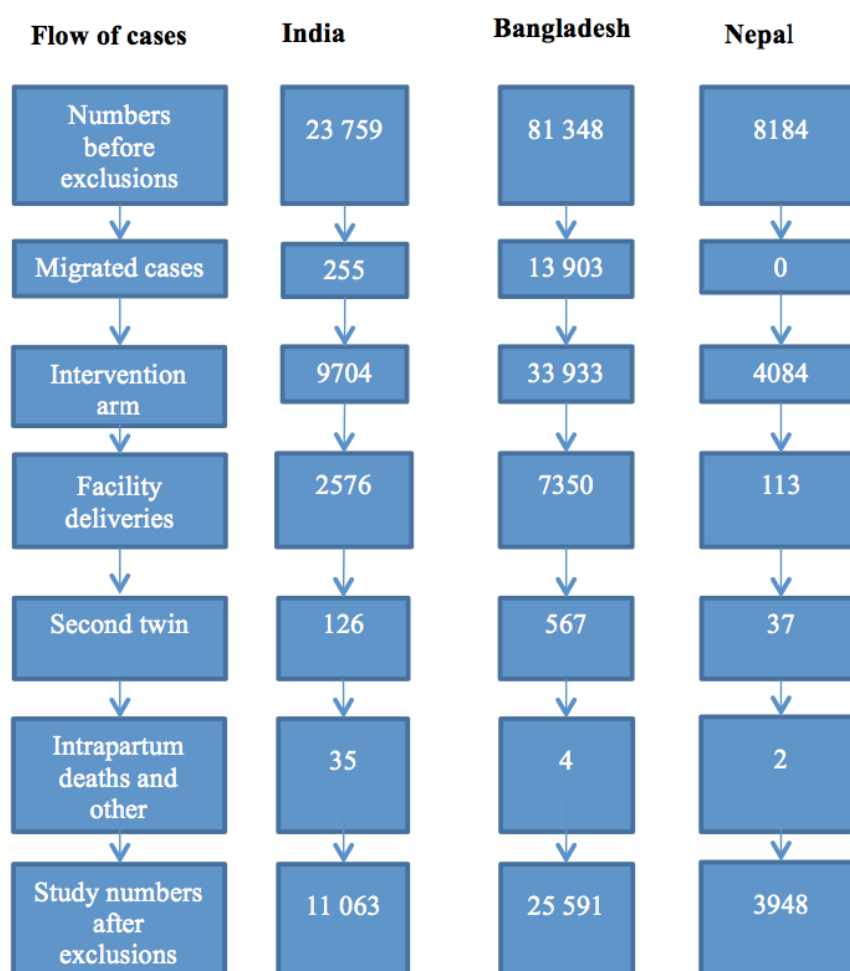 Flow of cases India Bangladesh Nepal
Numbers
before
exclusions
23 759
81 348
8184
Migrated cases
255
13 903
0
Intervention
arm
9704
33 933
4084
Facility
deliveries
2576
7350
113
Second twin
126
567
37
Intrapartum
deaths and
other
35
4
2
Study numbers
after
exclusions
11 063
25 591
3948